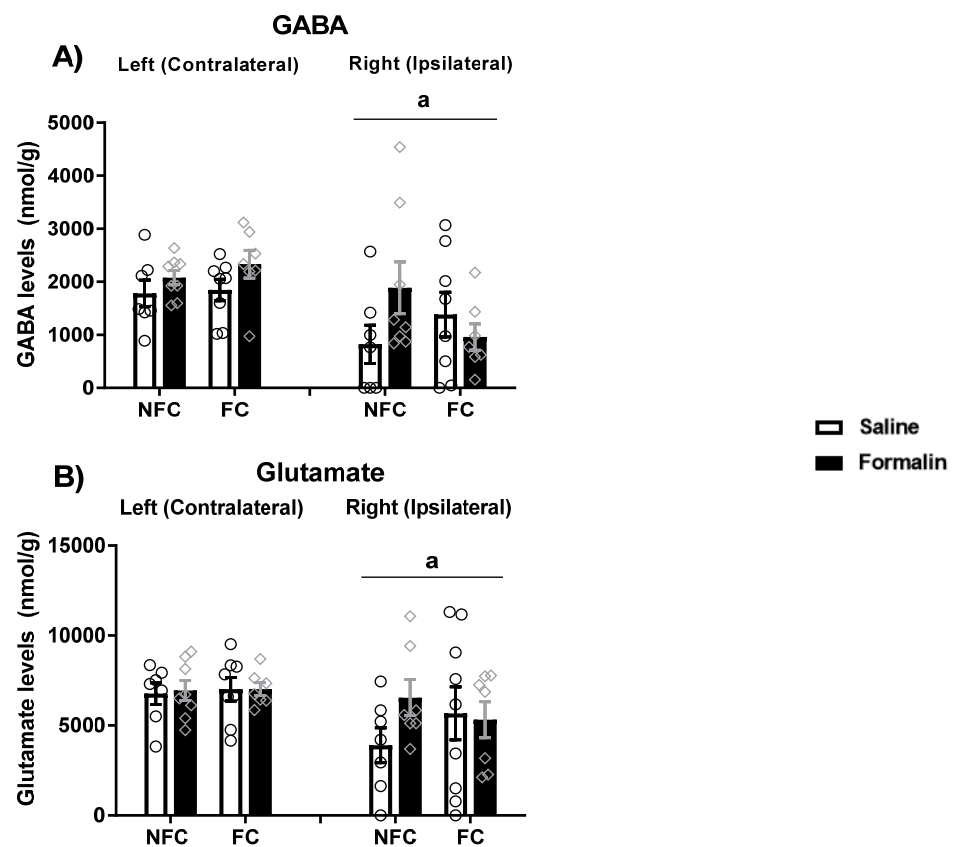 GABA
A)
Left (Contralateral) Right (Ipsilateral)
a
5000
4000
3000
2000
1000
0
GABA levels (nmol/g)
NFC FC NFC FC
Saline
Formalin
B)
Glutamate
Left (Contralateral) Right (Ipsilateral)
a
15000
10000
5000
0
Glutamate levels (nmol/g)
NFC FC NFC FC